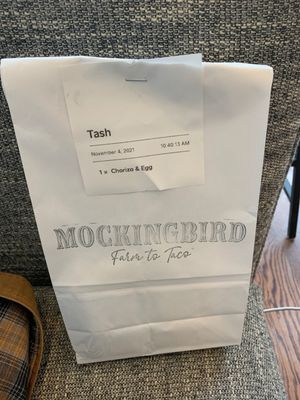 Tash
November 4, 2021 10:40:13 AM
1 x Chorizo & Egg
MOCKINGBIRD
Farm to Taco